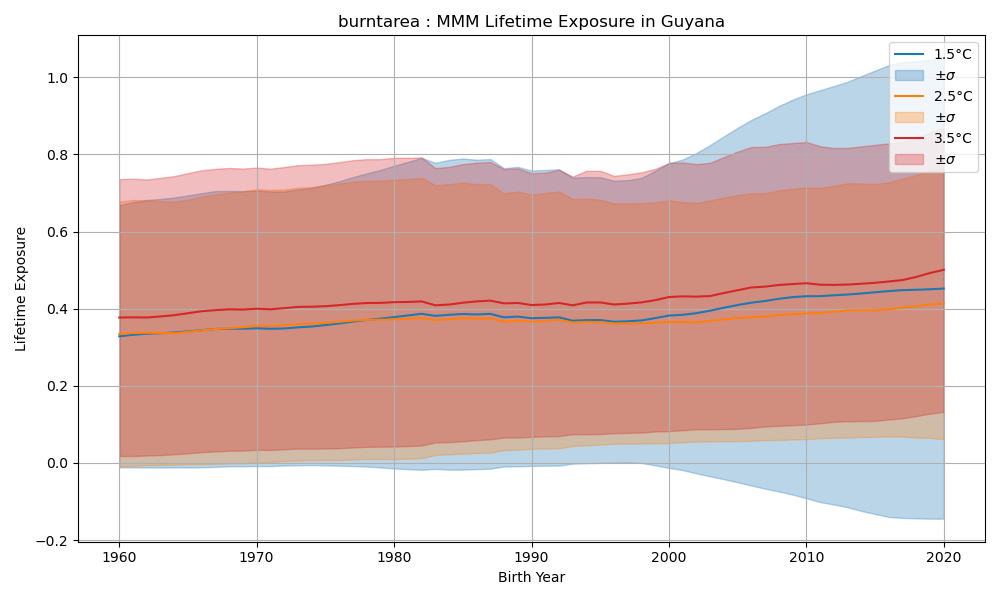 burntarea : MMM Lifetime Exposure in Guyana
1.5°C
±σ
2.5°C
±σ
3.5°C
±σ
Lifetime Exposure
1.0
0.8
0.6
0.4
0.2
0.0
−0.2
1960 1970 1980 1990 2000 2010 2020
Birth Year